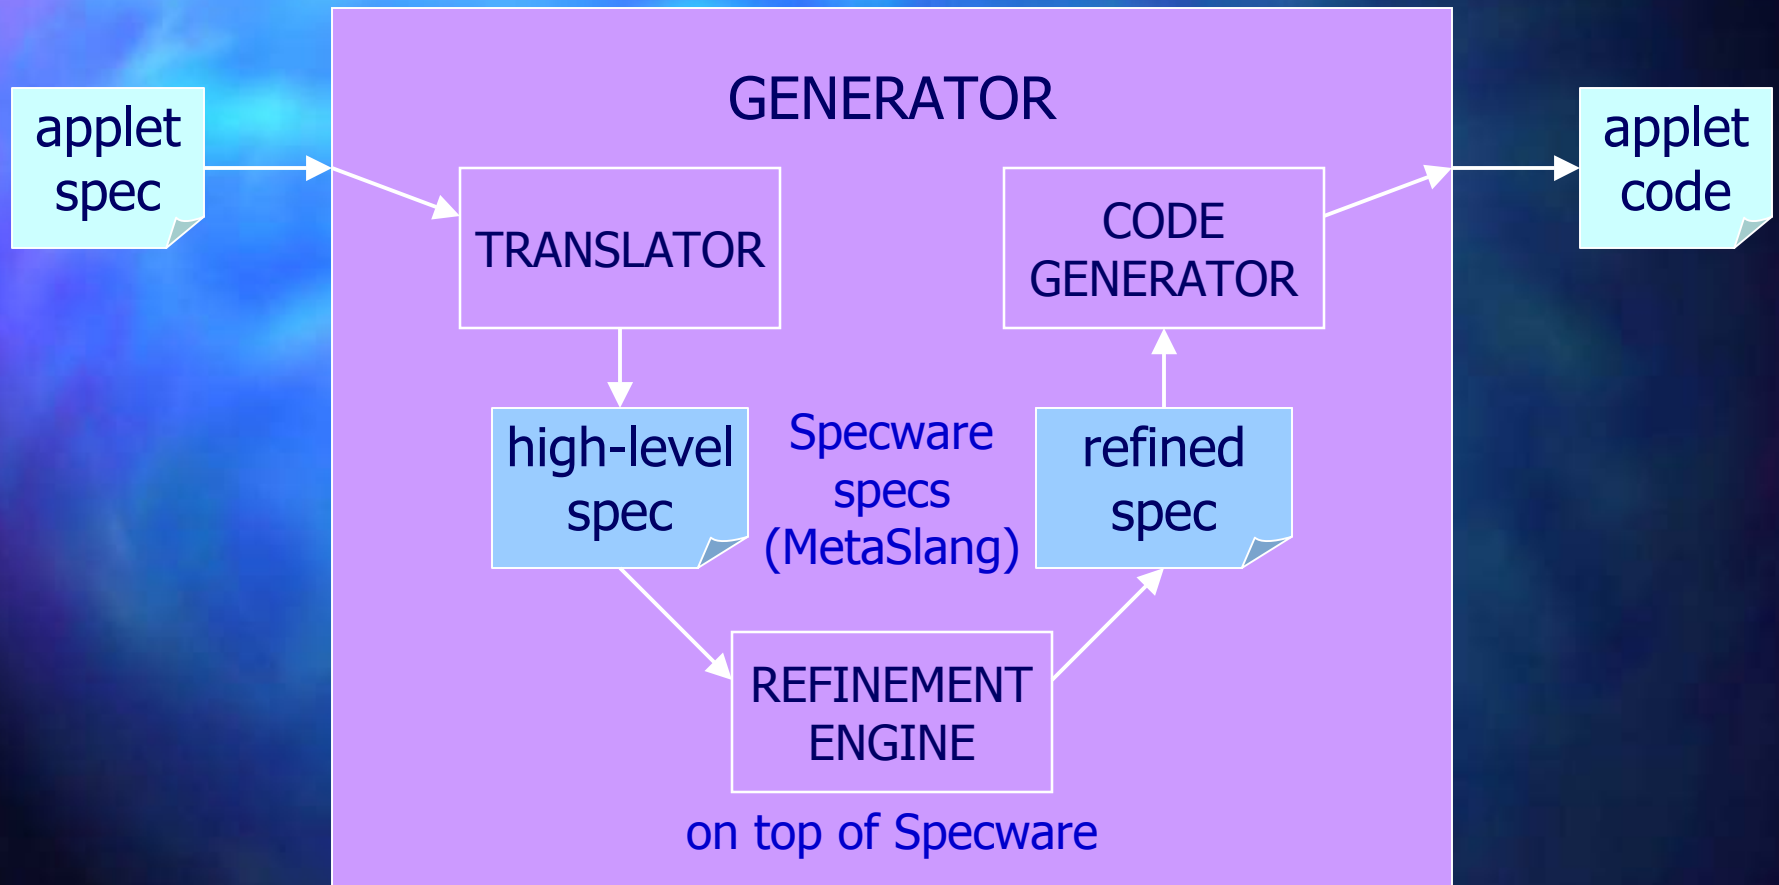 GENERATOR
applet
spec
TRANSLATOR
CODE
GENERATOR
applet
code
high-level
spec
Specware
specs
(MetaSlang)
refined
spec
REFINEMENT
ENGINE
on top of Specware